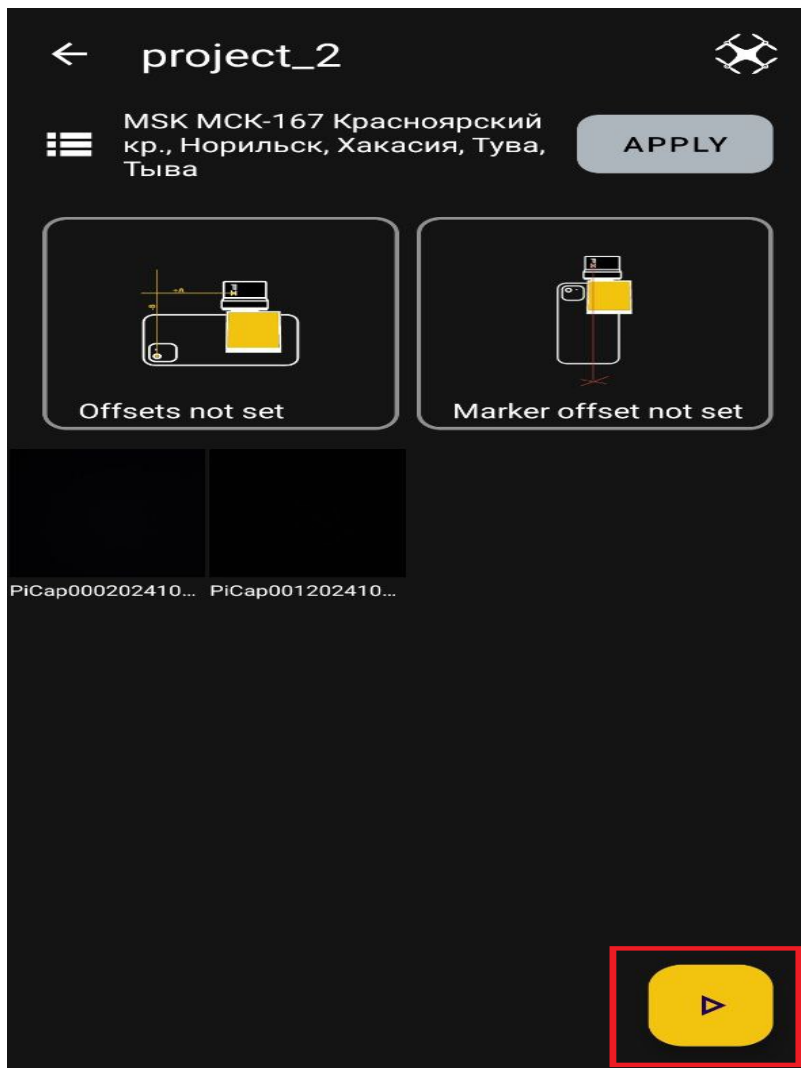 project_2
MSK МСК-167 Красноярский
кр., Норильск, Хакасия, Тува,
Тыва
APPLY
Offsets not set
Marker offset not set
PiCap000202410...
PiCap001202410...